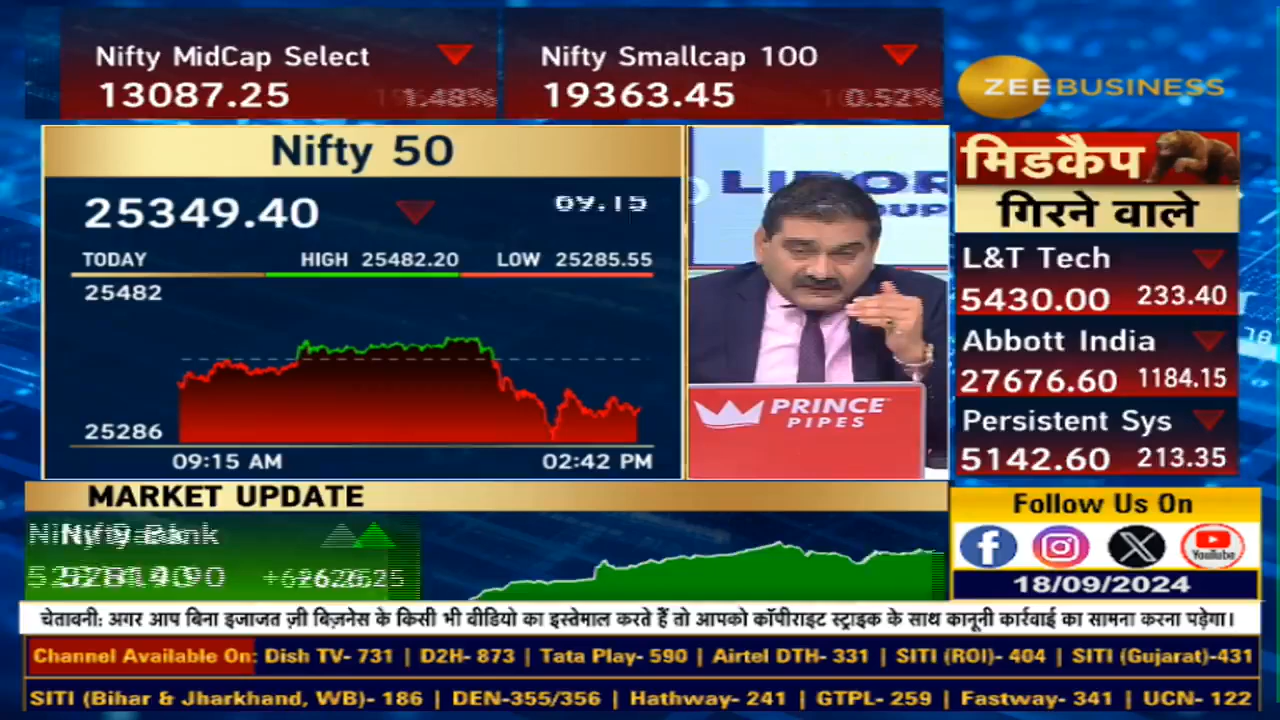 Nifty MidCap Select
13087.25
1.48%
Nifty Smallcap 100
19363.45
0.52%
ZEEBUSINESS
Nifty 50
25349.40
TODAY
HIGH 25482.20
LOW 25285.55
25482
25286
09:15 AM
02:42 PM
PRINCE
PIPES
मिडकैप
गिरने वाले
L&T Tech
5430.00 233.40
Abbott India
27676.60 1184.15
Persistent Sys
5142.60 213.35
MARKET UPDATE
Follow Us On
YouTube
18/09/2024
चेतावनी: अगर आप बिना इजाजत ज़ी बिज़नेस के किसी भी वीडियो का इस्तेमाल करते हैं तो आपको कॉपीराइट स्ट्राइक के साथ कानूनी कार्रवाई का सामना करना पड़ेगा।
Channel Available On: Dish TV- 731 | D2H- 873 | Tata Play- 590 | Airtel DTH- 331 | SITI (ROI)- 404 | SITI (Gujarat)-431
SITI (Bihar & Jharkhand, WB)- 186 | DEN-355/356 | Hathway- 241 | GTPL- 259 | Fastway- 341 | UCN- 122